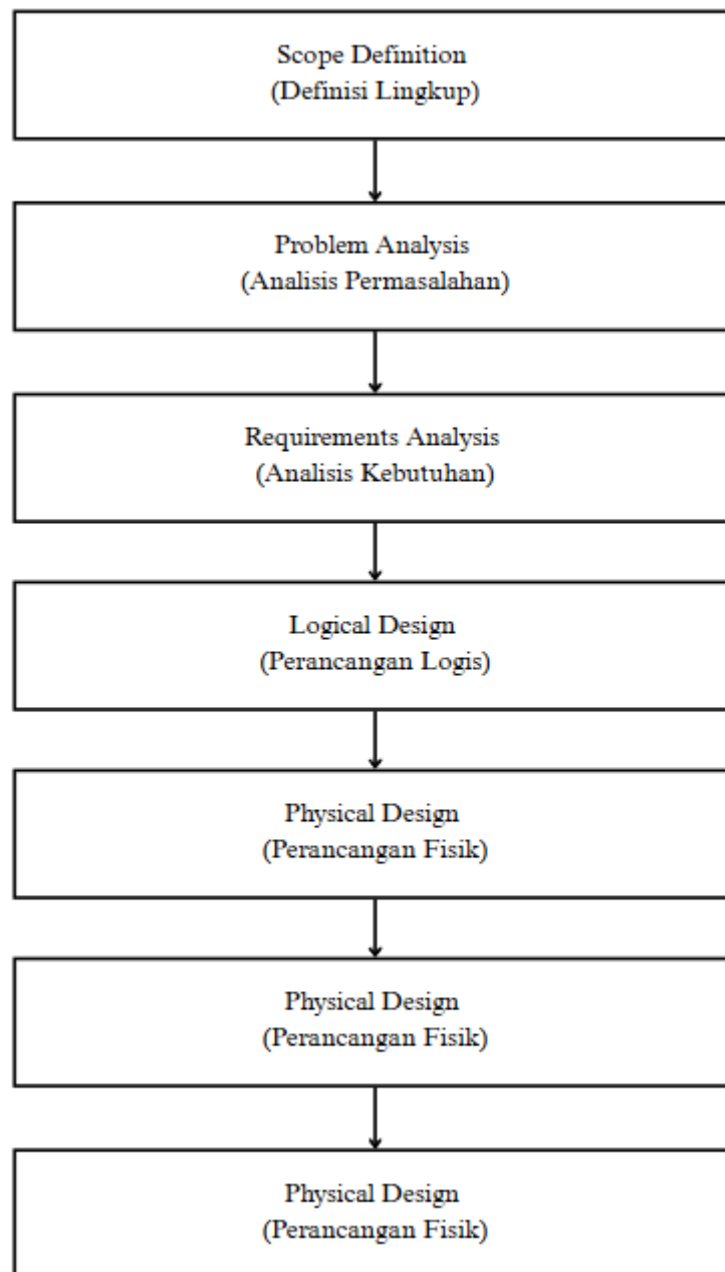 Scope Definition
(Definisi Lingkup)
Problem Analysis
(Analisis Permasalahan)
Requirements Analysis
(Analisis Kebutuhan)
Logical Design
(Perancangan Logis)
Physical Design
(Perancangan Fisik)
Physical Design
(Perancangan Fisik)
Physical Design
(Perancangan Fisik)